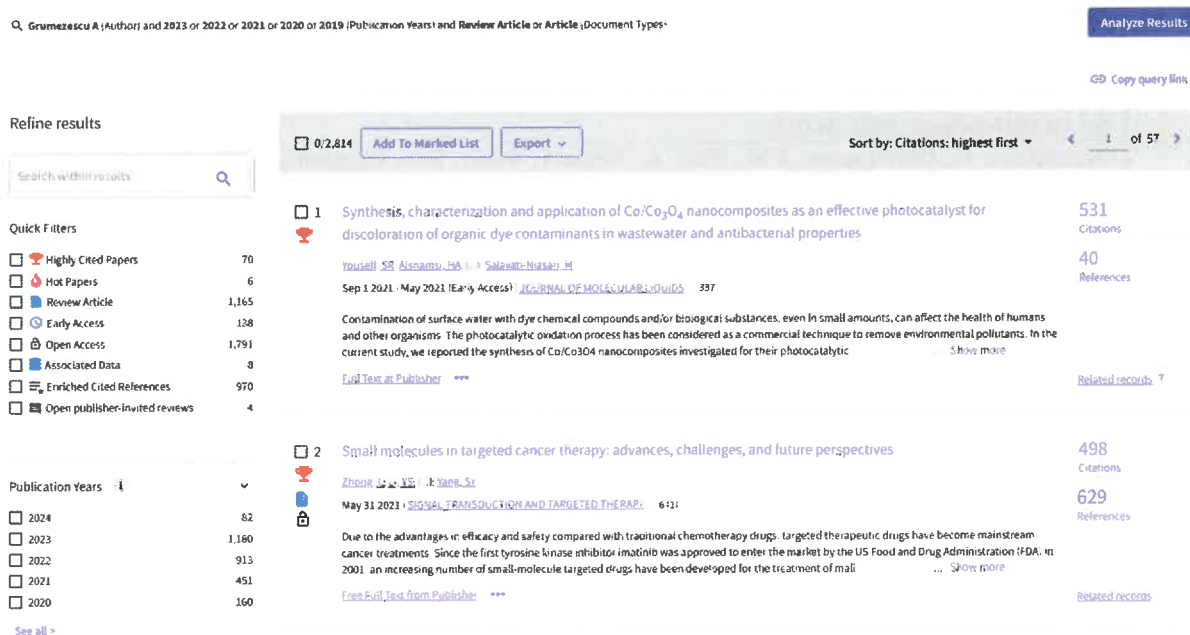 Grumezescu A (Author) and 2023 or 2022 or 2021 or 2020 or 2019 (Publication Years) and Review Article or Article (Document Types)
Analyze Results
Copy query link
Refine results
0/2,814 Add To Marked List Export
Sort by: Citations: highest first 1 of 57
Search within results
Quick Filters
Highly Cited Papers 70
Hot Papers 6
Review Article 1,165
Early Access 138
Open Access 1,791
Associated Data 8
Enriched Cited References 970
Open publisher-invited reviews 4
Publication Years
2024 82
2023 1,180
2022 913
2021 451
2020 160
See all >
1 Synthesis, characterization and application of Co/Co3O4 nanocomposites as an effective photocatalyst for
discoloration of organic dye contaminants in wastewater and antibacterial properties
SR HA Salavati-Niasari, M
Sep 1 2021 May 2021 (Early Access) JOURNAL OF MOLECULAR LIQUIDS 337
Contamination of surface water with dye chemical compounds and/or biological substances, even in small amounts, can affect the health of humans
and other organisms. The photocatalytic oxidation process has been considered as a commercial technique to remove environmental pollutants. In the
current study, we reported the synthesis of Co/Co3O4 nanocomposites investigated for their photocatalytic Show more
Full Text at Publisher •••
531
Citations
40
References
Related records ?
2 Small molecules in targeted cancer therapy: advances, challenges, and future perspectives
Zhong, Yang, SY
May 31 2021 SIGNAL TRANSDUCTION AND TARGETED THERAPY
Due to the advantages in efficacy and safety compared with traditional chemotherapy drugs, targeted therapeutic drugs have become mainstream
cancer treatments. Since the first tyrosine kinase inhibitor imatinib was approved to enter the market by the US Food and Drug Administration (FDA) in
2001 an increasing number of small-molecule targeted drugs have been developed for the treatment of mali ... Show more
Free Full Text from Publisher •••
498
Citations
629
References
Related records